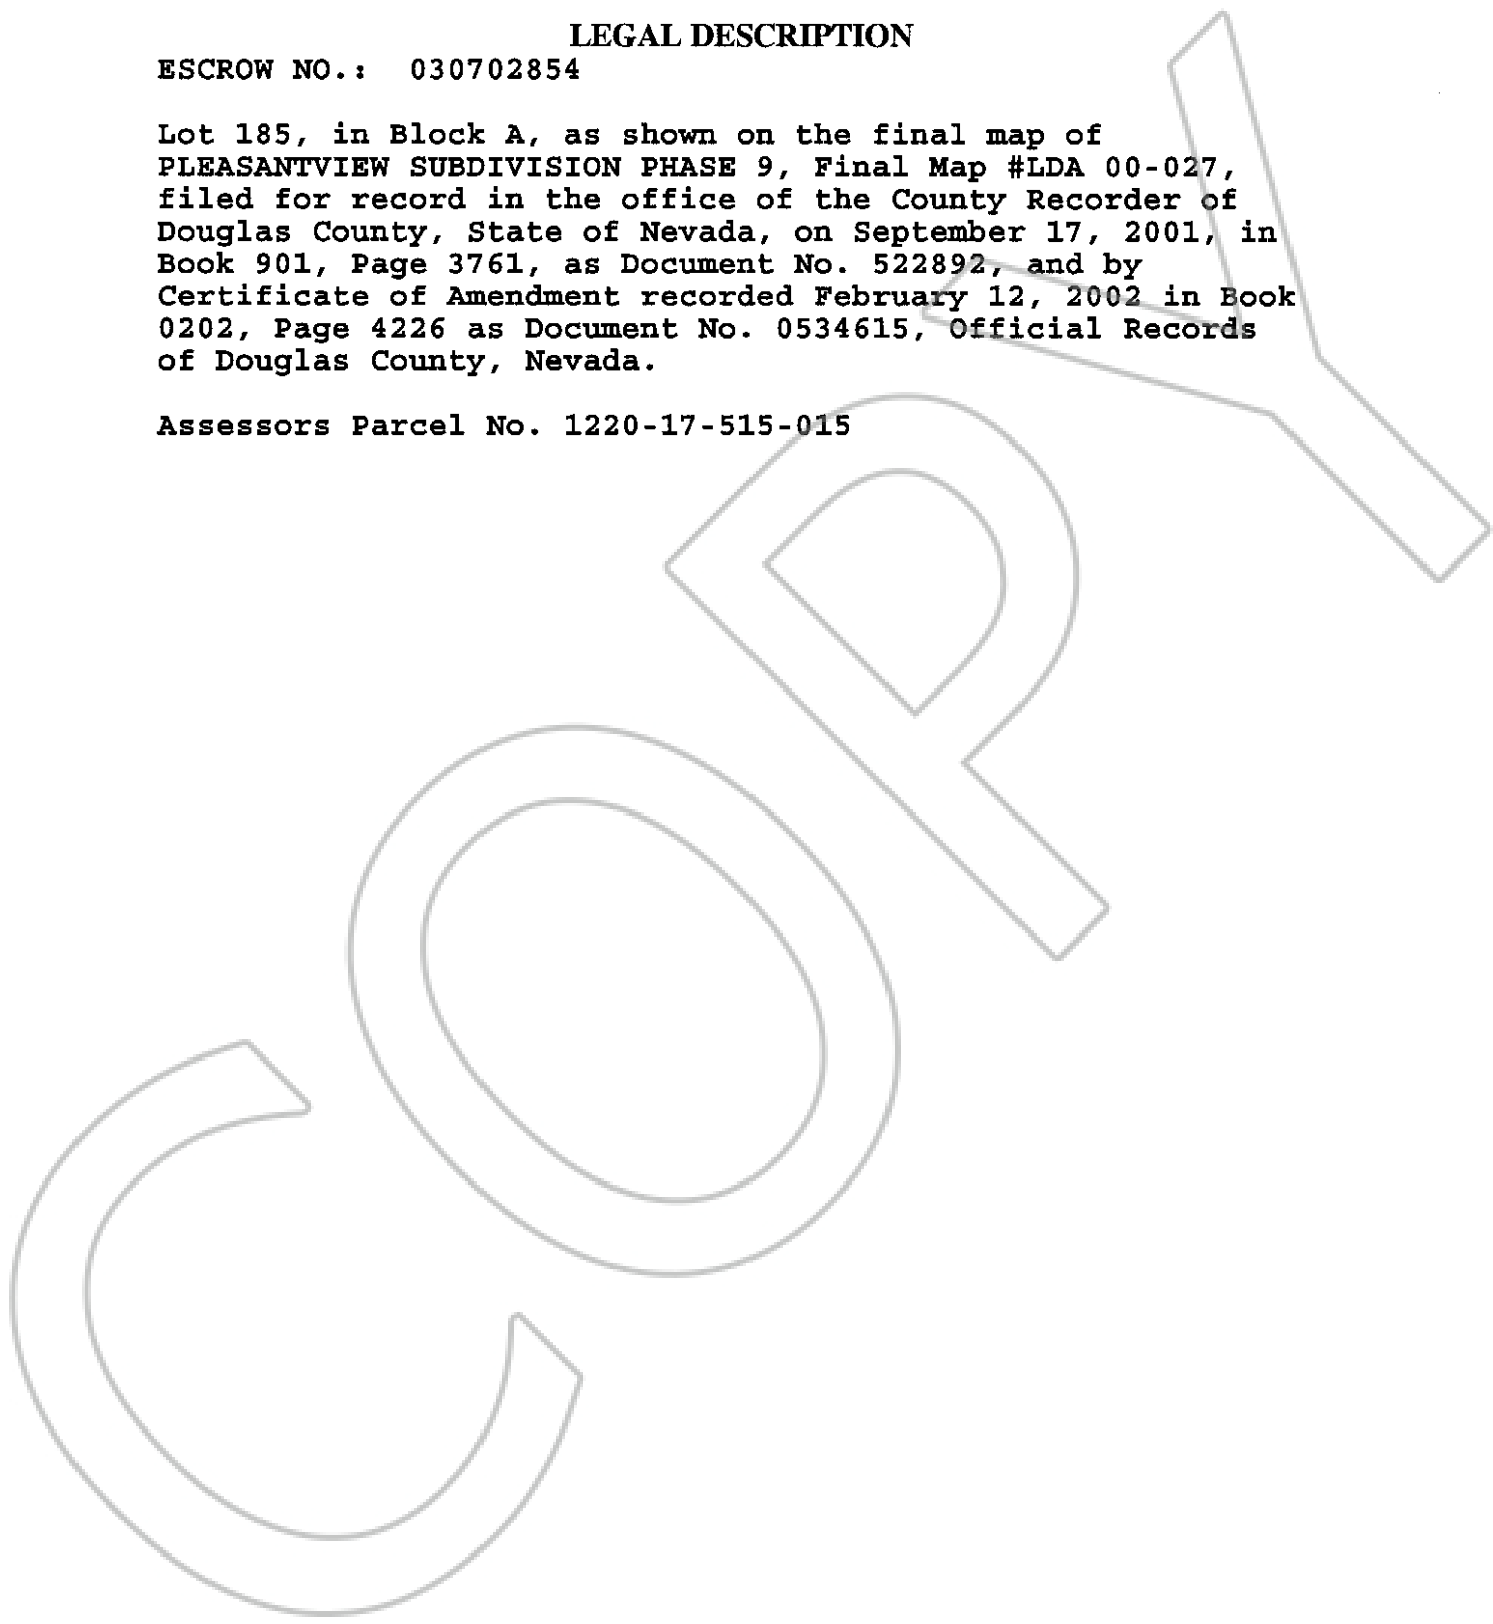 LEGAL DESCRIPTION
ESCROW NO.: 030702854
Lot 185, in Block A, as shown on the final map of
PLEASANTVIEW SUBDIVISION PHASE 9, Final Map #LDA 00-027,
filed for record in the office of the County Recorder of
Douglas County, State of Nevada, on September 17, 2001, in
Book 901, Page 3761, as Document No. 522892, and by
Certificate of Amendment recorded February 12, 2002 in Book
0202, Page 4226 as Document No. 0534615, Official Records
of Douglas County, Nevada.
Assessors Parcel No. 1220-17-515-015
COPY